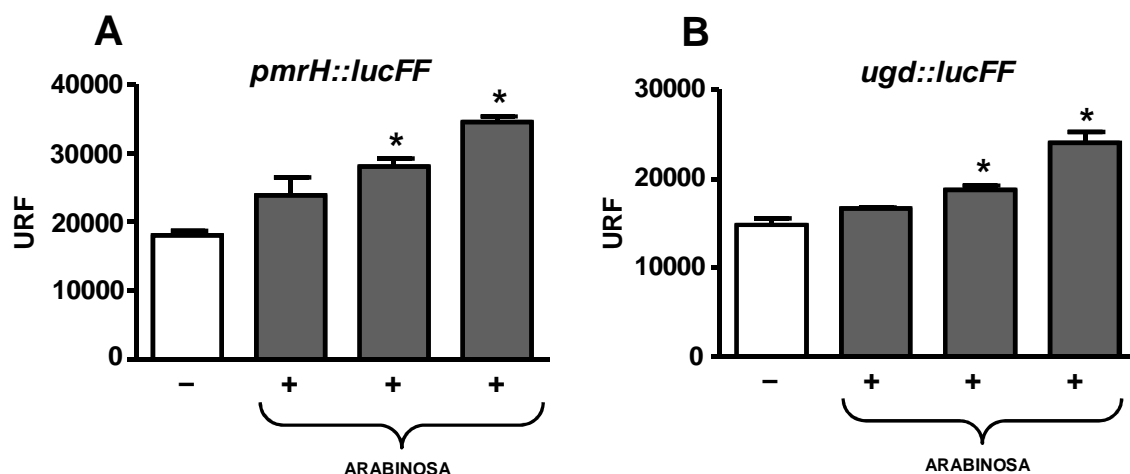 A
pmrH::lucFF
URF
40000
30000
20000
10000
0
*
*
– + + +
ARABINOSA
B
ugd::lucFF
URF
30000
20000
10000
0
*
*
– + + +
ARABINOSA